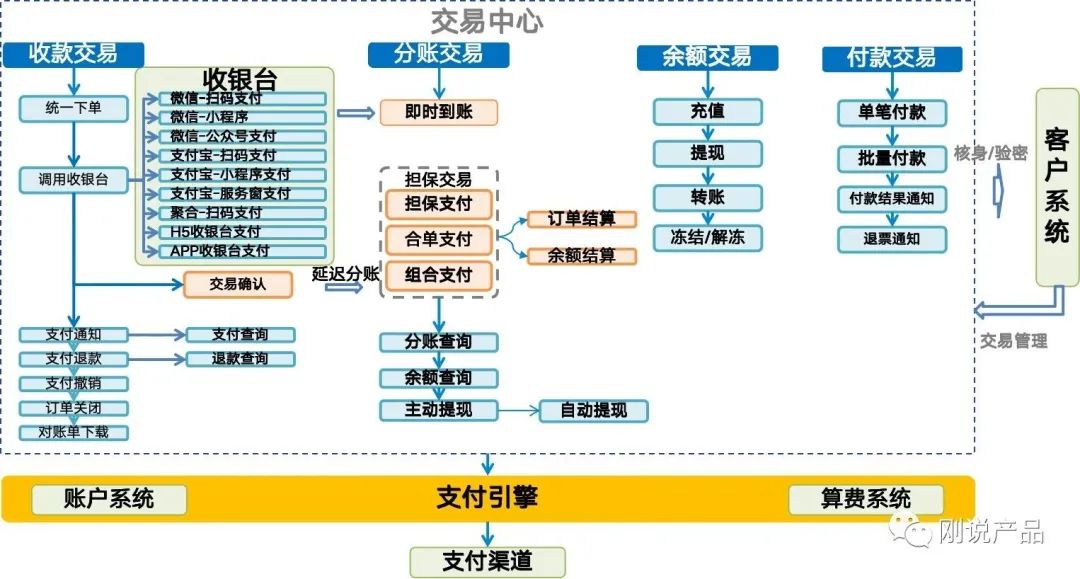 交易中心
收款交易
统一下单
调用收银台
收银台
微信-扫码支付
微信-小程序
微信-公众号支付
支付宝-扫码支付
支付宝-小程序支付
支付宝-服务窗支付
聚合-扫码支付
H5收银台支付
APP收银台支付
交易确认
延迟分账
支付通知
支付查询
支付退款
退款查询
支付撤销
订单关闭
对账单下载
分账交易
即时到账
担保交易
担保支付
合单支付
组合支付
订单结算
余额结算
分账查询
余额查询
主动提现
自动提现
余额交易
充值
提现
转账
冻结/解冻
付款交易
单笔付款
批量付款
付款结果通知
退票通知
核身/验密
客户系统
交易管理
账户系统
支付引擎
算费系统
支付渠道
刚说产品